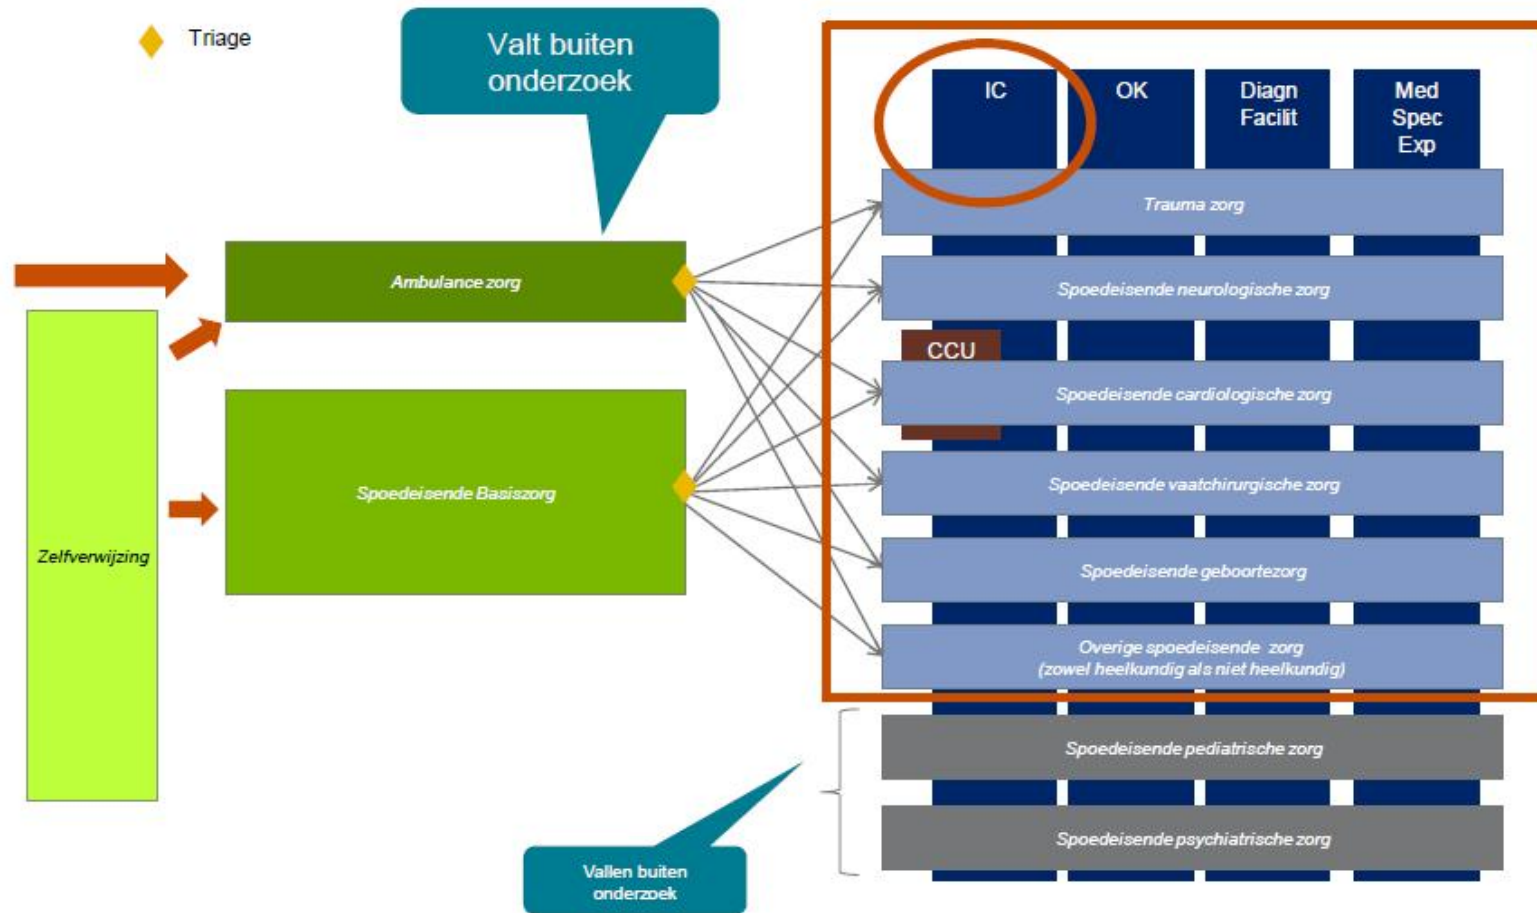 Triage
Valt buiten
onderzoek
IC
OK
Diagn
Facilit
Med
Spec
Exp
Trauma zorg
Ambulance zorg
Spoedeisende neurologische zorg
CCU
Spoedeisende cardiologische zorg
Spoedeisende Basiszorg
Spoedeisende vaatchirurgische zorg
Zelfverwijzing
Spoedeisende geboortezorg
Overige spoedeisende zorg
(zowel heelkundig als niet heelkundig)
Spoedeisende pediatrische zorg
Spoedeisende psychiatrische zorg
Vallen buiten
onderzoek